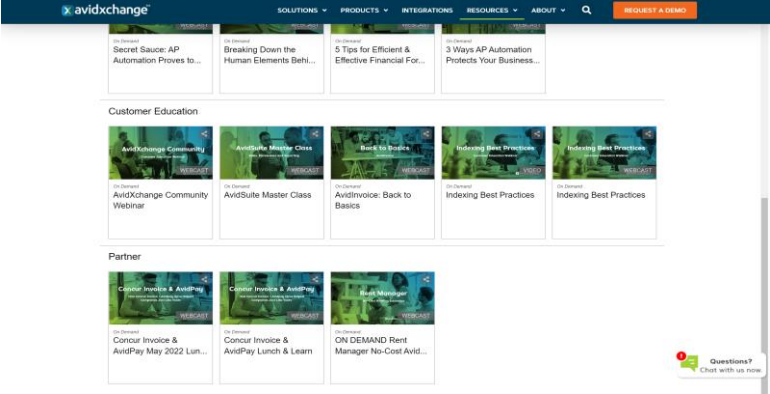 avidxchange
SOLUTIONS PRODUCTS INTEGRATIONS RESOURCES ABOUT REQUEST A DEMO
On Demand On Demand On Demand On Demand
Secret Sauce: AP Breaking Down the 5 Tips for Efficient & 3 Ways AP Automation
Automation Proves to... Human Elements Behi... Effective Financial For... Protects Your Business...
Customer Education
AvidXchange Community AvidSuite Master Class Back to Basics Indexing Best Practices Indexing Best Practices
WEBCAST WEBCAST WEBCAST VIDEO WEBCAST
On Demand On Demand On Demand On Demand On Demand
AvidXchange Community AvidSuite Master Class AvidInvoice: Back to Indexing Best Practices Indexing Best Practices
Webinar Basics
Partner
Concur Invoice & AvidPay Concur Invoice & AvidPay Rent Manager
WEBCAST WEBCAST WEBCAST
On Demand On Demand On Demand
Concur Invoice & Concur Invoice & ON DEMAND Rent
AvidPay May 2022 Lun... AvidPay Lunch & Learn Manager No-Cost Avid...
1
Questions?
Chat with us now.